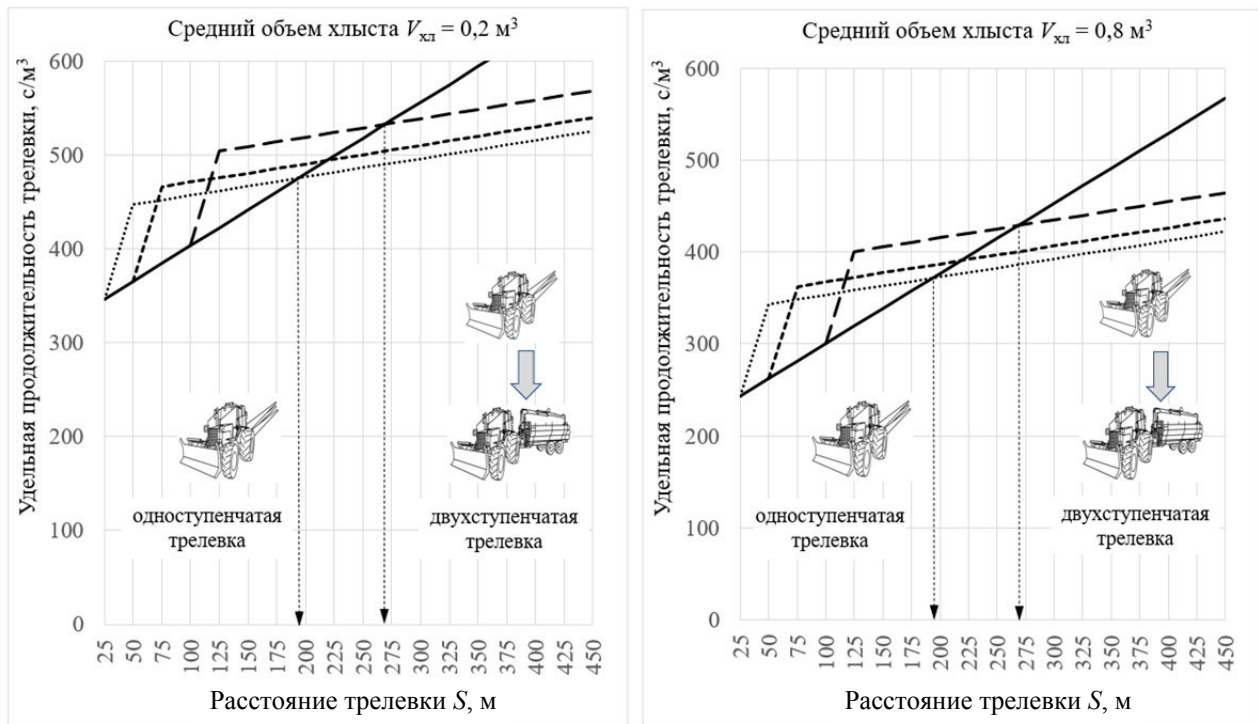 Средний объем хлыста Vхл = 0,2 м³
Удельная продолжительность трелевки, с/м³
600
500
400
300
200
100
0
одноступенчатая
трелевка
двухступенчатая
трелевка
25 50 75 100 125 150 175 200 225 250 275 300 325 350 375 400 425 450
Расстояние трелевки S, м
Средний объем хлыста Vхл = 0,8 м³
Удельная продолжительность трелевки, с/м³
600
500
400
300
200
100
0
одноступенчатая
трелевка
двухступенчатая
трелевка
25 50 75 100 125 150 175 200 225 250 275 300 325 350 375 400 425 450
Расстояние трелевки S, м